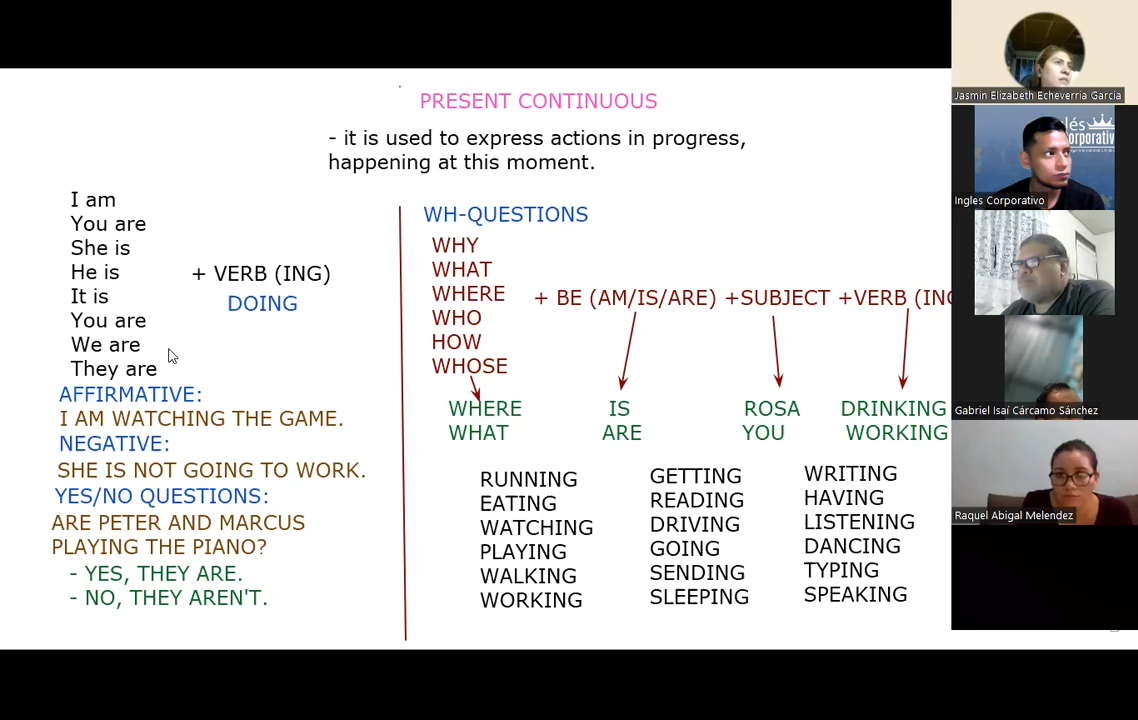 PRESENT CONTINUOUS
- it is used to express actions in progress,
happening at this moment.
I am
You are
She is
He is
It is
You are
We are
They are
+ VERB (ING)
DOING
AFFIRMATIVE:
I AM WATCHING THE GAME.
NEGATIVE:
SHE IS NOT GOING TO WORK.
YES/NO QUESTIONS:
ARE PETER AND MARCUS
PLAYING THE PIANO?
- YES, THEY ARE.
- NO, THEY AREN'T.
WH-QUESTIONS
WHY
WHAT
WHERE
WHO
HOW
WHOSE
+ BE (AM/IS/ARE) +SUBJECT +VERB (ING
WHERE IS ROSA DRINKING
WHAT ARE YOU WORKING
RUNNING
EATING
WATCHING
PLAYING
WALKING
WORKING
GETTING
READING
DRIVING
GOING
SENDING
SLEEPING
WRITING
HAVING
LISTENING
DANCING
TYPING
SPEAKING
Jasmin Elizabeth Echeverria García
lés
orporativ
Ingles Corporativo
Gabriel Isaí Cárcamo Sánchez
Raquel Abigal Melendez